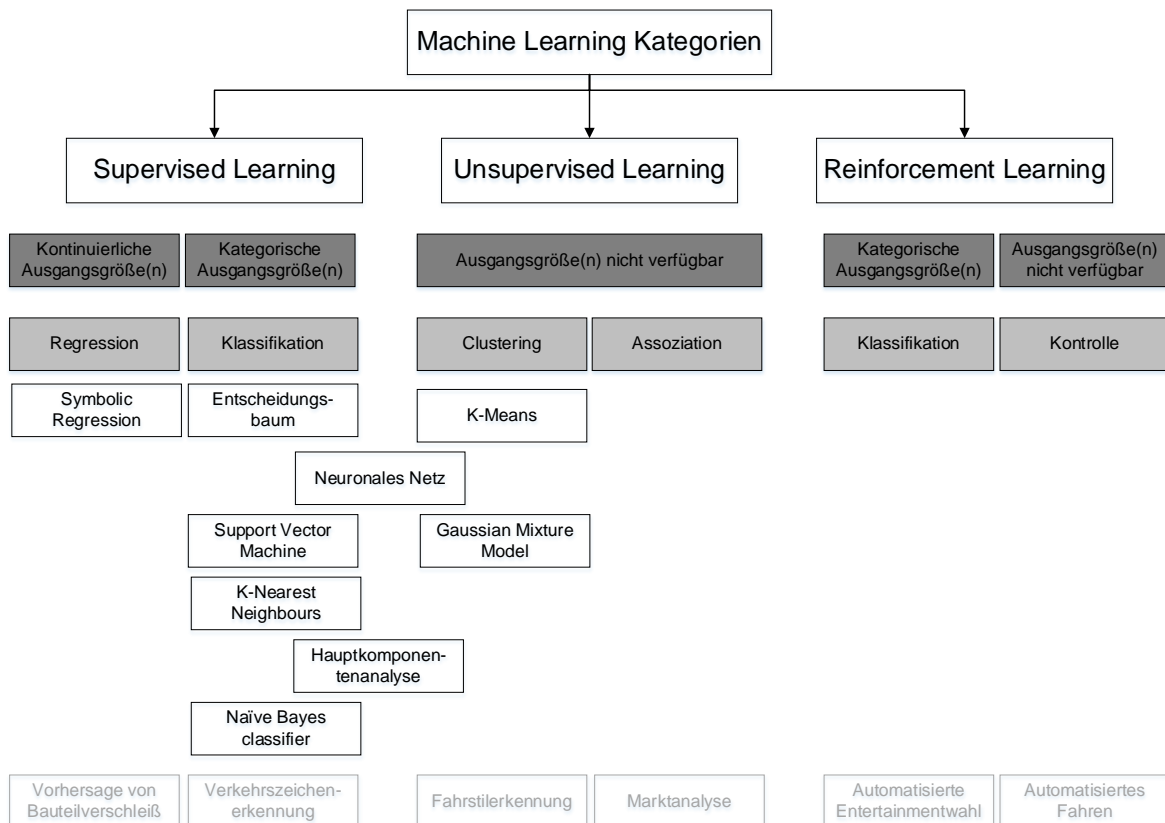 Machine Learning Kategorien
Supervised Learning
Unsupervised Learning
Reinforcement Learning
Kontinuierliche
Ausgangsgröße(n)
Kategorische
Ausgangsgröße(n)
Ausgangsgröße(n) nicht verfügbar
Kategorische
Ausgangsgröße(n)
Ausgangsgröße(n)
nicht verfügbar
Regression
Klassifikation
Clustering
Assoziation
Klassifikation
Kontrolle
Symbolic
Regression
Entscheidungs-
baum
K-Means
Neuronales Netz
Support Vector
Machine
Gaussian Mixture
Model
K-Nearest
Neighbours
Hauptkomponen-
tenanalyse
Naïve Bayes
classifier
Vorhersage von
Bauteilverschleiß
Verkehrszeichen-
erkennung
Fahrstilerkennung
Marktanalyse
Automatisierte
Entertainmentwahl
Automatisiertes
Fahren